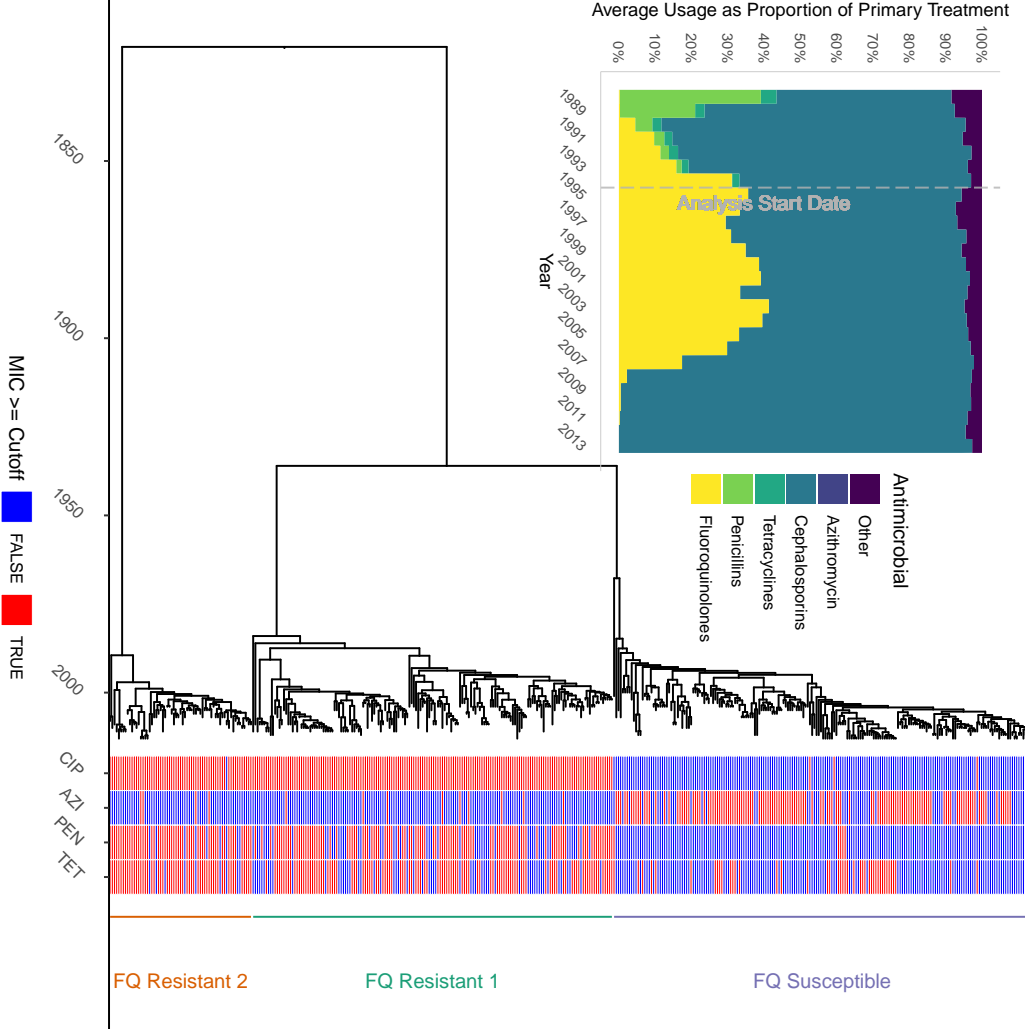 Average Usage as Proportion of Primary Treatment
0%
10%
20%
30%
40%
50%
60%
70%
80%
90%
100%
1989
1991
1993
1995
1997
1999
2001
2003
2005
2007
2009
2011
2013
Year
Analysis Start Date
Antimicrobial
Other
Azithromycin
Cephalosporins
Tetracyclines
Penicillins
Fluoroquinolones
1850
1900
1950
2000
CIP
AZI
PEN
TET
MIC >= Cutoff
FALSE
TRUE
FQ Resistant 2
FQ Resistant 1
FQ Susceptible